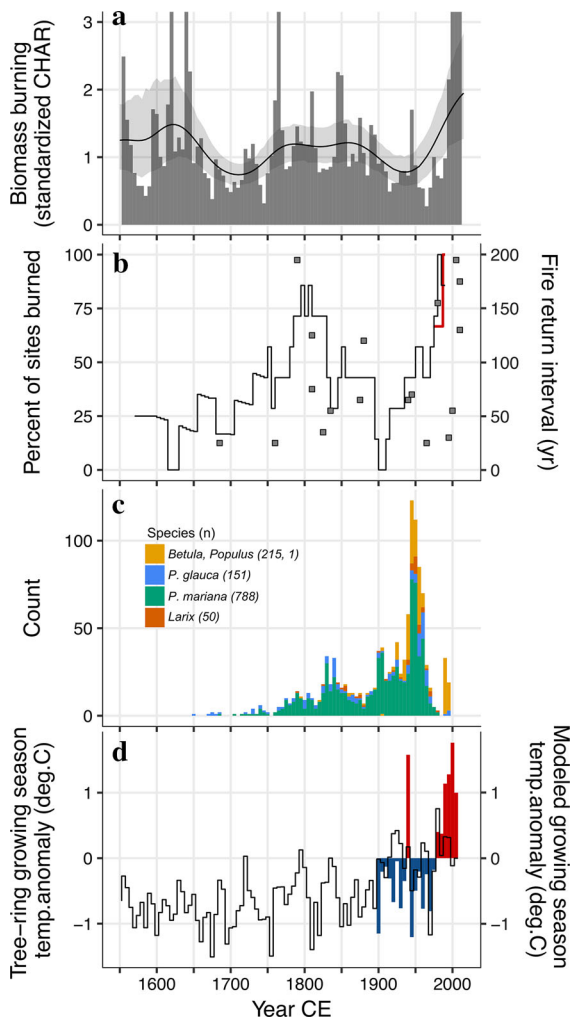 a
Biomass burning
(standardized CHAR)
3
2
1
0
b
Percent of sites burned
100
75
50
25
0
200
150
100
50
0
Fire return
interval (yr)
c
Count
100
50
0
Species (n)
Betula, Populus (215, 1)
P. glauca (151)
P. mariana (788)
Larix (50)
d
Tree-ring growing season
temp.anomaly (deg.C)
1
0
−1
1
0
−1
Modeled growing season
temp.anomaly (deg.C)
1600 1700 1800 1900 2000
Year CE